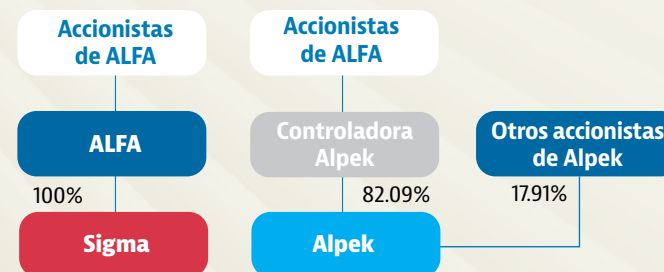 Accionistas
de ALFA
Accionistas
de ALFA
ALFA
Controladora
Alpek
Otros accionistas
de Alpek
100%
82.09%
17.91%
Sigma
Alpek